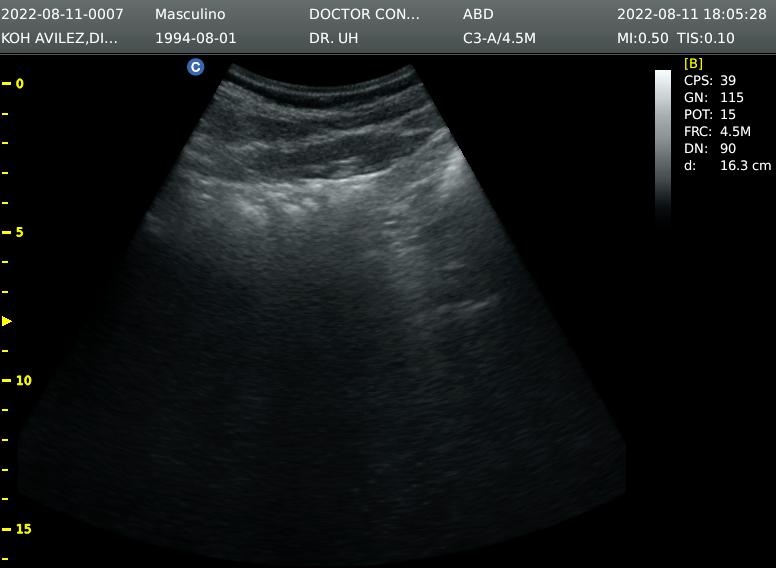 2022-08-11-0007 Masculino DOCTOR CON... ABD 2022-08-11 18:05:28
KOH AVILEZ,DI... 1994-08-01 DR. UH C3-A/4.5M MI:0.50 TIS:0.10
C
[B]
CPS: 39
GN: 115
POT: 15
FRC: 4.5M
DN: 90
d: 16.3 cm
0
5
10
15